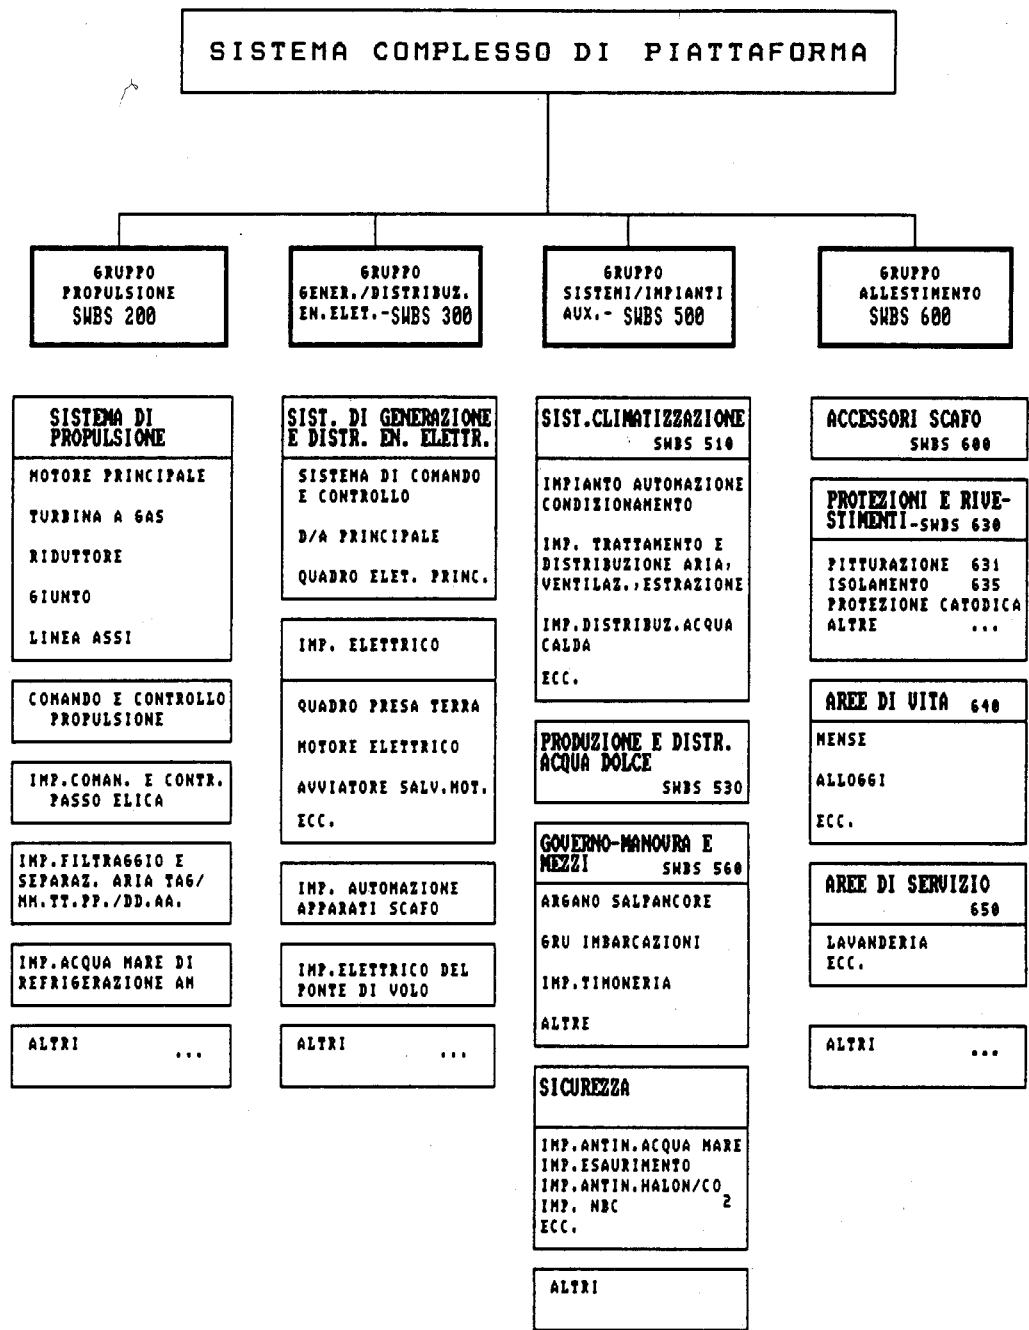 SISTEMA COMPLESSO DI PIATTAFORMA
GRUPPO
PROPULSIONE
SWBS 200
GRUPPO
GENER./DISTRIBUZ.
EN.ELET.-SWBS 300
GRUPPO
SISTEMI/IMPIANTI
AUX.- SWBS 500
GRUPPO
ALLESTIMENTO
SWBS 600
SISTEMA DI
PROPULSIONE
MOTORE PRINCIPALE
TURBINA A GAS
RIDUTTORE
GIUNTO
LINEA ASSI
COMANDO E CONTROLLO
PROPULSIONE
IMP.COMAN. E CONTR.
PASSO ELICA
IMP.FILTRAGGIO E
SEPARAZ. ARIA TAG/
MM.TT.PP./DD.AA.
IMP.ACQUA MARE DI
REFRIGERAZIONE AM
ALTRI ...
SIST. DI GENERAZIONE
E DISTR. EN. ELETTR.
SISTEMA DI COMANDO
E CONTROLLO
D/A PRINCIPALE
QUADRO ELET. PRINC.
IMP. ELETTRICO
QUADRO PRESA TERRA
MOTORE ELETTRICO
AVVIATORE SALV.MOT.
ECC.
IMP. AUTOMAZIONE
APPARATI SCAFO
IMP.ELETTRICO DEL
PONTE DI VOLO
ALTRI ...
SIST.CLIMATIZZAZIONE
SWBS 510
IMPIANTO AUTOMAZIONE
CONDIZIONAMENTO
IMP. TRATTAMENTO E
DISTRIBUZIONE ARIA,
VENTILAZ.,ESTRAZIONE
IMP.DISTRIBUZ.ACQUA
CALDA
ECC.
PRODUZIONE E DISTR.
ACQUA DOLCE
SWBS 530
GOVERNO-MANOVRA E
MEZZI SWBS 560
ARGANO SALPANCORE
GRU IMBARCAZIONI
IMP.TIMONERIA
ALTRE
SICUREZZA
IMP.ANTIN.ACQUA MARE
IMP.ESAURIMENTO
IMP.ANTIN.HALON/CO2
IMP. NBC
ECC.
ALTRI
ACCESSORI SCAFO
SWBS 600
PROTEZIONI E RIVE-
STIMENTI-SWBS 630
PITTURAZIONE 631
ISOLAMENTO 635
PROTEZIONE CATODICA
ALTRE ...
AREE DI VITA 640
MENSE
ALLOGGI
ECC.
AREE DI SERVIZIO
650
LAVANDERIA
ECC.
ALTRI ...